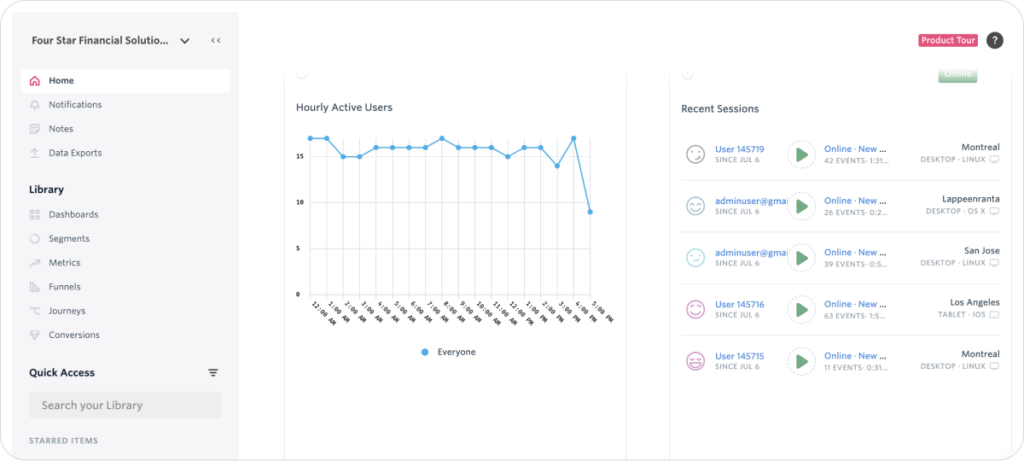 Four Star Financial Solutio...
<<
Product Tour
?
Home
Notifications
Notes
Data Exports
Library
Dashboards
Segments
Metrics
Funnels
Journeys
Conversions
Quick Access
Search your Library
STARRED ITEMS
Hourly Active Users
15
10
5
0
12:00 AM
1:00 AM
2:00 AM
3:00 AM
4:00 AM
5:00 AM
6:00 AM
7:00 AM
8:00 AM
9:00 AM
10:00 AM
11:00 AM
12:00 PM
1:00 PM
2:00 PM
3:00 PM
4:00 PM
5:00 PM
Everyone
Online
Recent Sessions
User 145719
SINCE JUL 6
Online · New ...
42 EVENTS· 1:31...
Montreal
DESKTOP · LINUX
adminuser@gmai
SINCE JUL 6
Online · New ...
26 EVENTS· 0:2...
Lappeenranta
DESKTOP · OS X
adminuser@gmai
SINCE JUL 6
Online · New ...
39 EVENTS· 0:5...
San Jose
DESKTOP · LINUX
User 145716
SINCE JUL 6
Online · New ...
63 EVENTS· 1:5...
Los Angeles
TABLET · IOS
User 145715
SINCE JUL 6
Online · New ...
11 EVENTS· 0:31...
Montreal
DESKTOP · LINUX